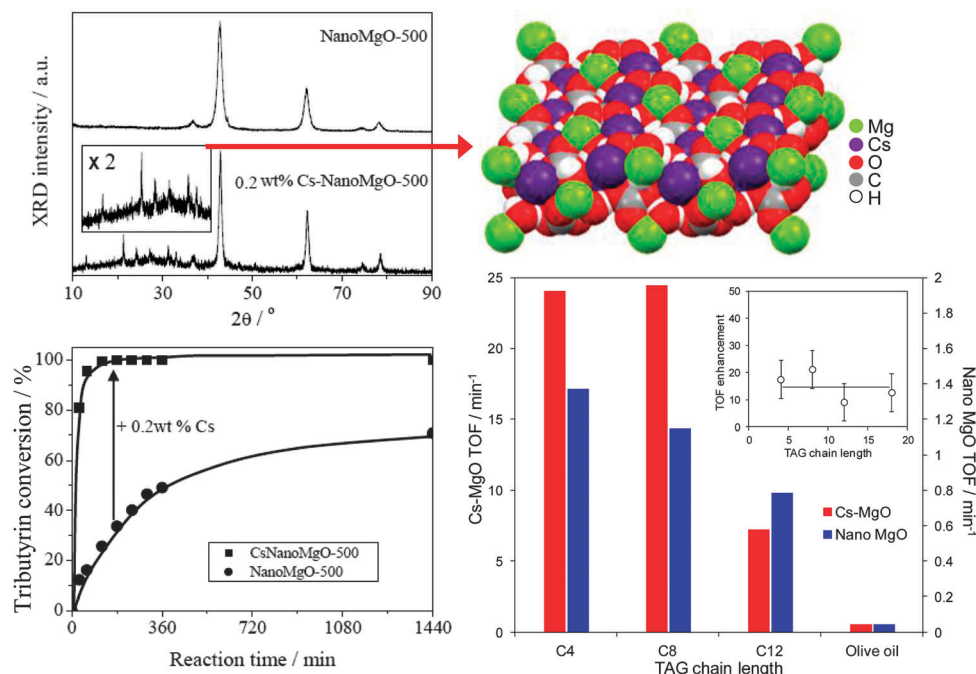 XRD intensity / a.u.
NanoMgO-500
x 2
0.2 wt% Cs-NanoMgO-500
10 30 50 70 90
2θ / °
Mg
Cs
O
C
H
Tributyrin conversion / %
100
80
60
40
20
0
+ 0.2wt % Cs
CsNanoMgO-500
NanoMgO-500
0 360 720 1080 1440
Reaction time / min
Cs-MgO TOF / min⁻¹
25
20
15
10
5
0
TOF enhancement
50
40
30
20
10
0
0 5 10 15 20
TAG chain length
Cs-MgO
Nano MgO
C4 C8 C12 Olive oil
TAG chain length
2
1.8
1.6
1.4
1.2
1
0.8
0.6
0.4
0.2
0
Nano MgO TOF / min⁻¹